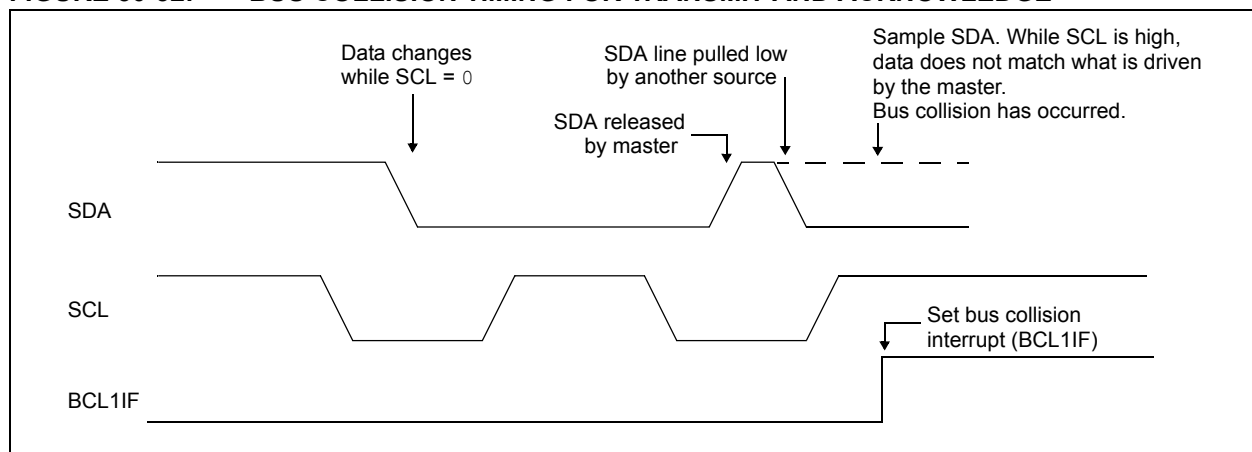 Data changes
while SCL = 0
SDA line pulled low
by another source
SDA released
by master
Sample SDA. While SCL is high,
data does not match what is driven
by the master.
Bus collision has occurred.
SDA
SCL
Set bus collision
interrupt (BCL1IF)
BCL1IF